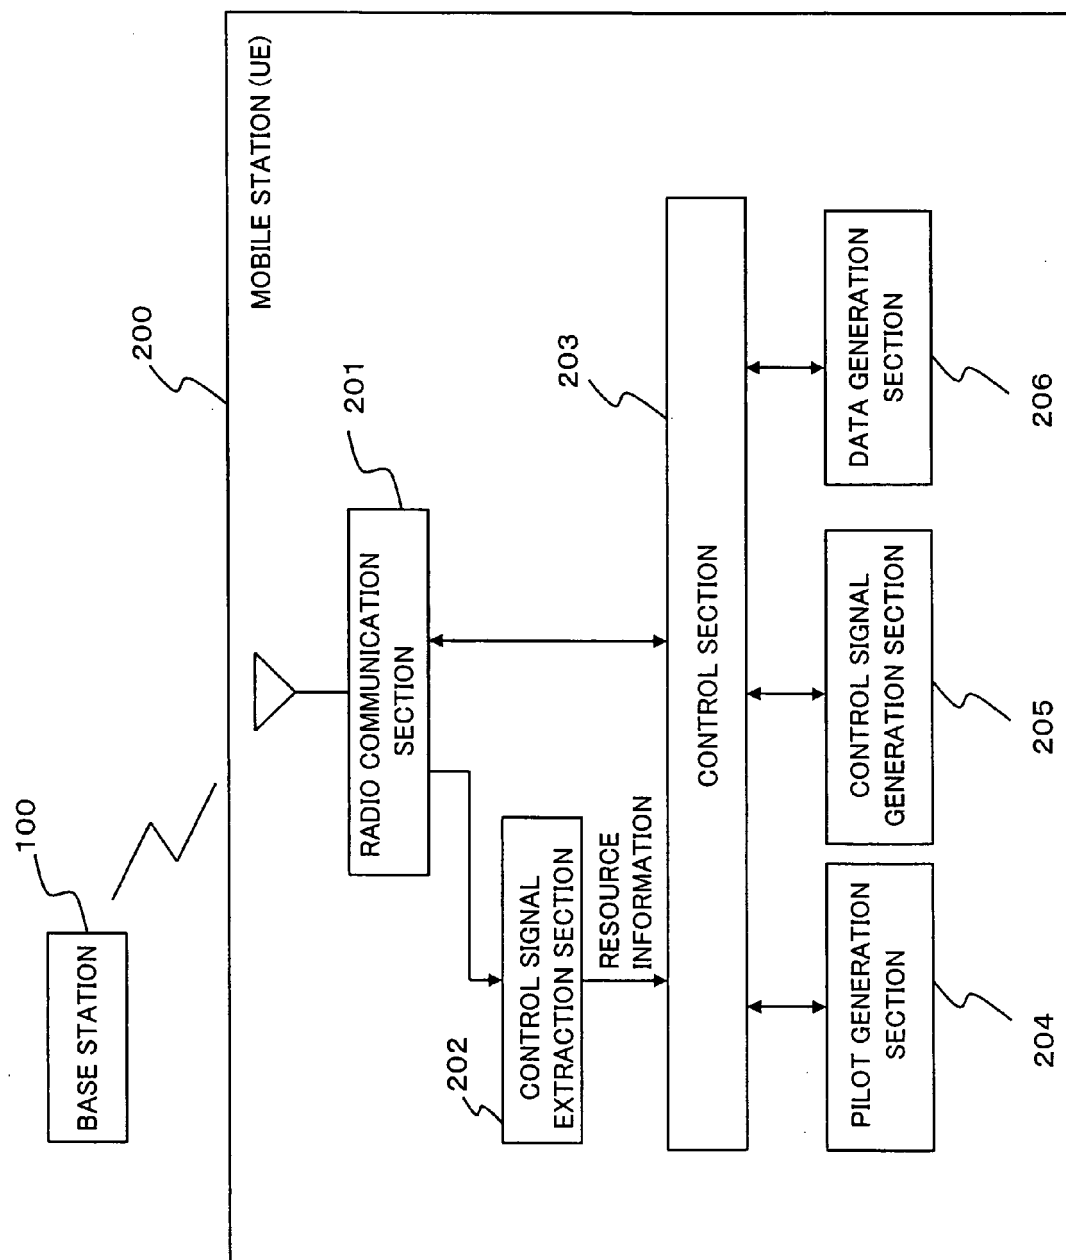 100
BASE STATION
200
MOBILE STATION (UE)
201
RADIO COMMUNICATION
SECTION
202
CONTROL SIGNAL
EXTRACTION SECTION
RESOURCE
INFORMATION
203
CONTROL SECTION
PILOT GENERATION
SECTION
204
CONTROL SIGNAL
GENERATION SECTION
205
DATA GENERATION
SECTION
206